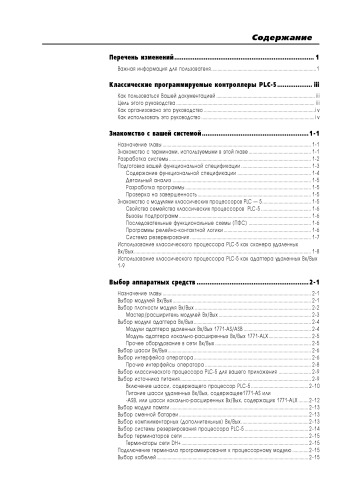 Содержание
Перечень изменений ... 1
Важная информация для пользователя ... 1
Классические программируемые контроллеры PLC-5 ... iii
Как пользоваться Вашей документацией ... iii
Цель этого руководства ... iii
Как организовано это руководство ... iv
Как использовать это руководство ... iv
Знакомство с вашей системой ... 1-1
Назначение главы ... 1-1
Знакомство с терминами, используемыми в этой главе ... 1-1
Разработка системы ... 1-2
Подготовка вашей функциональной спецификации ... 1-3
Содержание функциональной спецификации ... 1-4
Детальный анализ ... 1-5
Разработка программы ... 1-5
Проверка на завершенность ... 1-5
Знакомство с модулями классических процессоров PLC — 5 ... 1-5
Свойства семейства классических процессоров PLC-5 ... 1-6
Вызовы подпрограмм ... 1-6
Последовательные функциональные схемы (ПФС) ... 1-6
Программы релейно-контактной логики ... 1-6
Система резервирования ... 1-7
Использование классического процессора PLC-5 как сканера удаленных
Вх/Вых ... 1-8
Использование классического процессора PLC-5 как адаптера удаленных Вх/Вых
1-9
Выбор аппаратных средств ... 2-1
Назначение главы ... 2-1
Выбор модулей Вх/Вых ... 2-1
Выбор плотности модуля Вх/Вых ... 2-2
Мастер/расширитель модулей Вх/Вых ... 2-3
Выбор модуля адаптера Вх/Вых ... 2-4
Модули адаптера удаленных Вх/Вых 1771-AS/ASB ... 2-4
Модуль адаптера локально-расширенных Вх/Вых 1771-ALX ... 2-5
Прочее оборудование в сети Вх/Вых ... 2-5
Выбор шасси Вх/Вых ... 2-6
Выбор интерфейса оператора ... 2-6
Прочие интерфейсы оператора ... 2-8
Выбор классического процессора PLC-5 для вашего приложения ... 2-9
Выбор источника питания ... 2-9
Включение шасси, содержащего процессор PLC-5 ... 2-10
Питание шасси удаленных Вх/Вых, содержащее1771-AS или
-ASB, или шасси локально-расширенных Вх/Вых, содержащие 1771-ALX ... 2-12
Выбор модуля памяти ... 2-13
Выбор сменной батареи ... 2-13
Выбор комплиментарных (дополнительных) Вх/Вых ... 2-13
Выбор системы резервирования процессора PLC-5 ... 2-14
Выбор терминаторов сети ... 2-15
Терминаторы сети DH+ ... 2-15
Подключение терминала программирования к процессорному модулю ... 2-15
Выбор кабелей ... 2-15